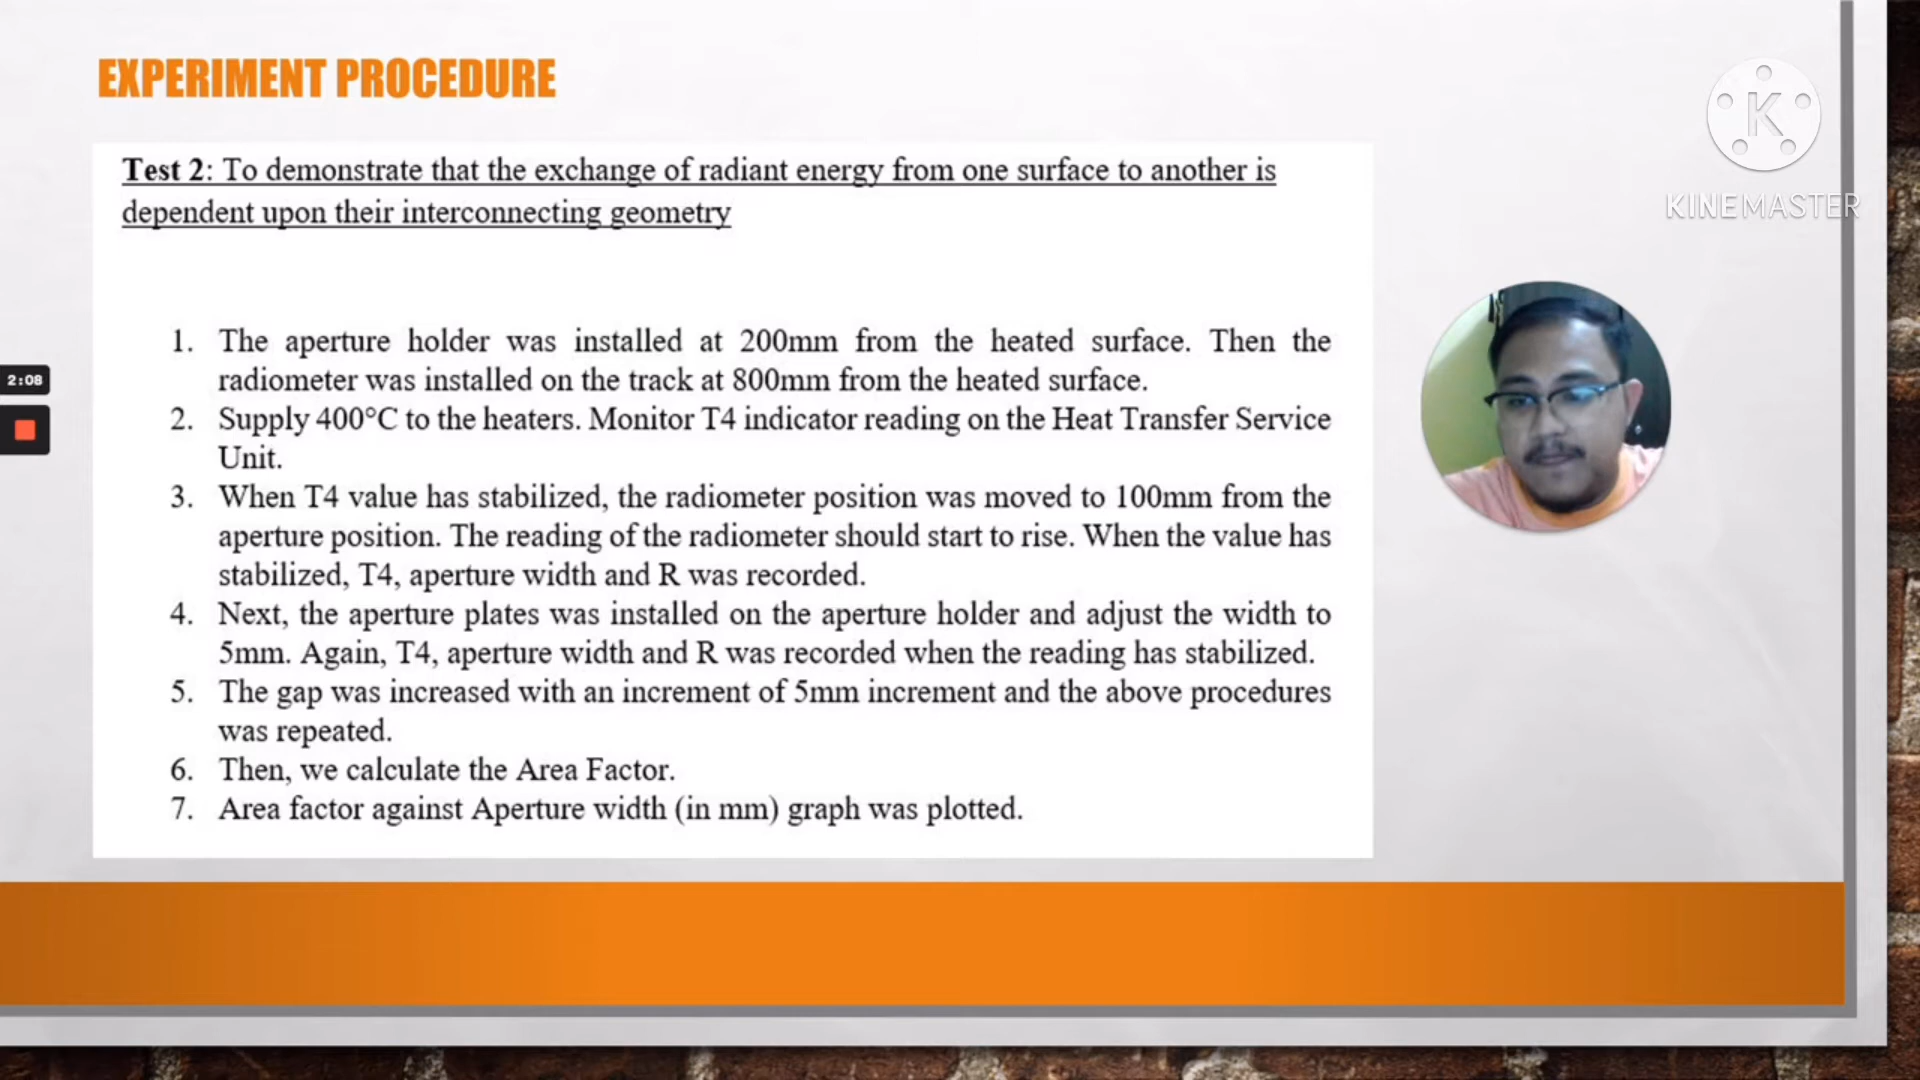 EXPERIMENT PROCEDURE
Test 2: To demonstrate that the exchange of radiant energy from one surface to another is
dependent upon their interconnecting geometry
1. The aperture holder was installed at 200mm from the heated surface. Then the
radiometer was installed on the track at 800mm from the heated surface.
2. Supply 400°C to the heaters. Monitor T4 indicator reading on the Heat Transfer Service
Unit.
3. When T4 value has stabilized, the radiometer position was moved to 100mm from the
aperture position. The reading of the radiometer should start to rise. When the value has
stabilized, T4, aperture width and R was recorded.
4. Next, the aperture plates was installed on the aperture holder and adjust the width to
5mm. Again, T4, aperture width and R was recorded when the reading has stabilized.
5. The gap was increased with an increment of 5mm increment and the above procedures
was repeated.
6. Then, we calculate the Area Factor.
7. Area factor against Aperture width (in mm) graph was plotted.
2:08
K
KINEMASTER